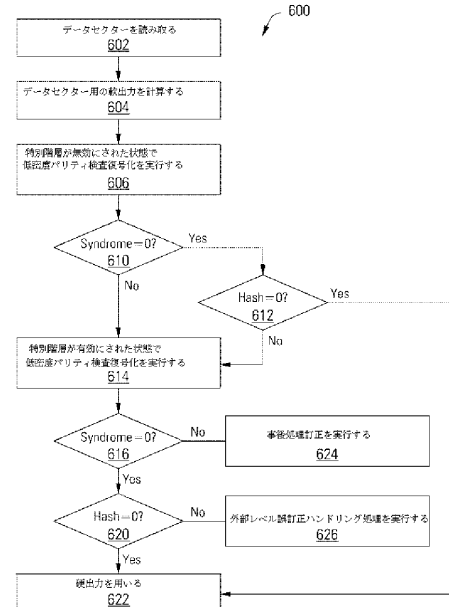 600
データセクターを読み取る
602
データセクター用の軟出力を計算する
604
特別階層が無効にされた状態で
低密度パリティ検査復号化を実行する
606
Syndrome=0?
610
Yes
No
Hash=0?
612
Yes
No
特別階層が有効にされた状態で
低密度パリティ検査復号化を実行する
614
Syndrome=0?
616
No
Yes
事後処理訂正を実行する
624
Hash=0?
620
No
Yes
外部レベル誤訂正ハンドリング処理を実行する
626
硬出力を用いる
622